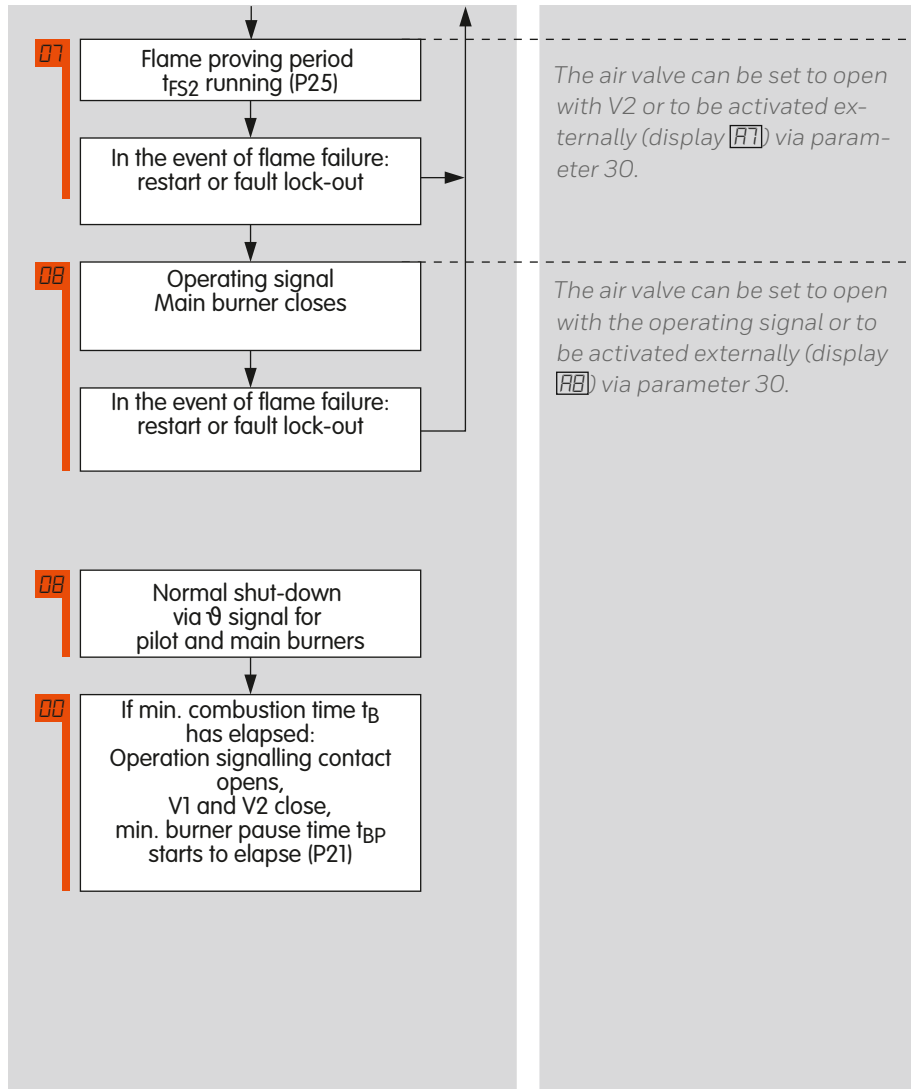 07
Flame proving period
tFS2 running (P25)
In the event of flame failure:
restart or fault lock-out
The air valve can be set to open
with V2 or to be activated ex-
ternally (display A7) via param-
eter 30.
08
Operating signal
Main burner closes
In the event of flame failure:
restart or fault lock-out
The air valve can be set to open
with the operating signal or to
be activated externally (display
A8) via parameter 30.
08
Normal shut-down
via ϑ signal for
pilot and main burners
00
If min. combustion time tB
has elapsed:
Operation signalling contact
opens,
V1 and V2 close,
min. burner pause time tBP
starts to elapse (P21)